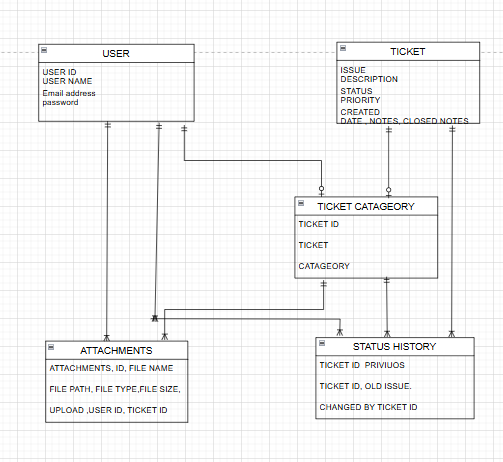 USER
USER ID
USER NAME
Email address
password
TICKET
ISSUE
DESCRIPTION
STATUS
PRIORITY
CREATED
DATE , NOTES, CLOSED NOTES
TICKET CATAGEORY
TICKET ID
TICKET
CATAGEORY
ATTACHMENTS
ATTACHMENTS, ID, FILE NAME
FILE PATH, FILE TYPE,FILE SIZE,
UPLOAD ,USER ID, TICKET ID
STATUS HISTORY
TICKET ID PRIVIUOS
TICKET ID, OLD ISSUE.
CHANGED BY TICKET ID